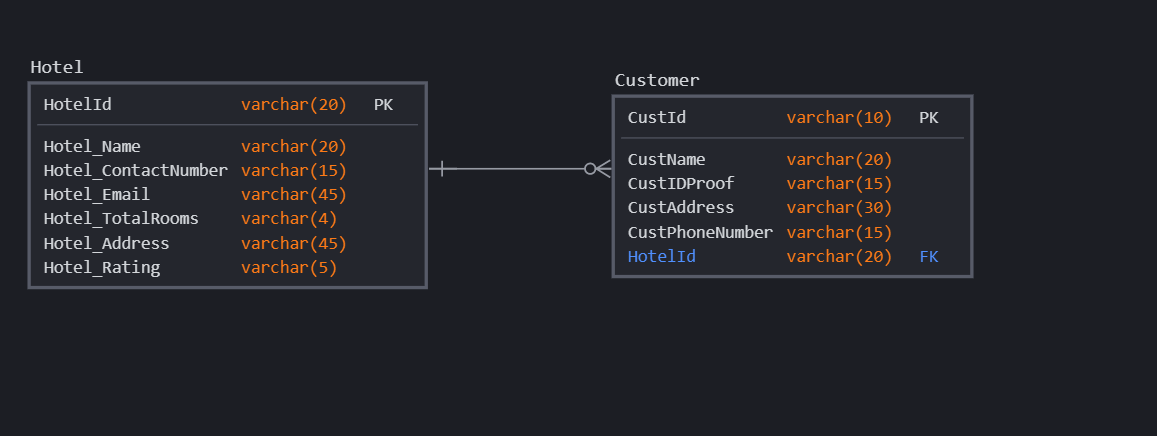 Hotel
HotelId varchar(20) PK
Hotel_Name varchar(20)
Hotel_ContactNumber varchar(15)
Hotel_Email varchar(45)
Hotel_TotalRooms varchar(4)
Hotel_Address varchar(45)
Hotel_Rating varchar(5)
Customer
CustId varchar(10) PK
CustName varchar(20)
CustIDProof varchar(15)
CustAddress varchar(30)
CustPhoneNumber varchar(15)
HotelId varchar(20) FK